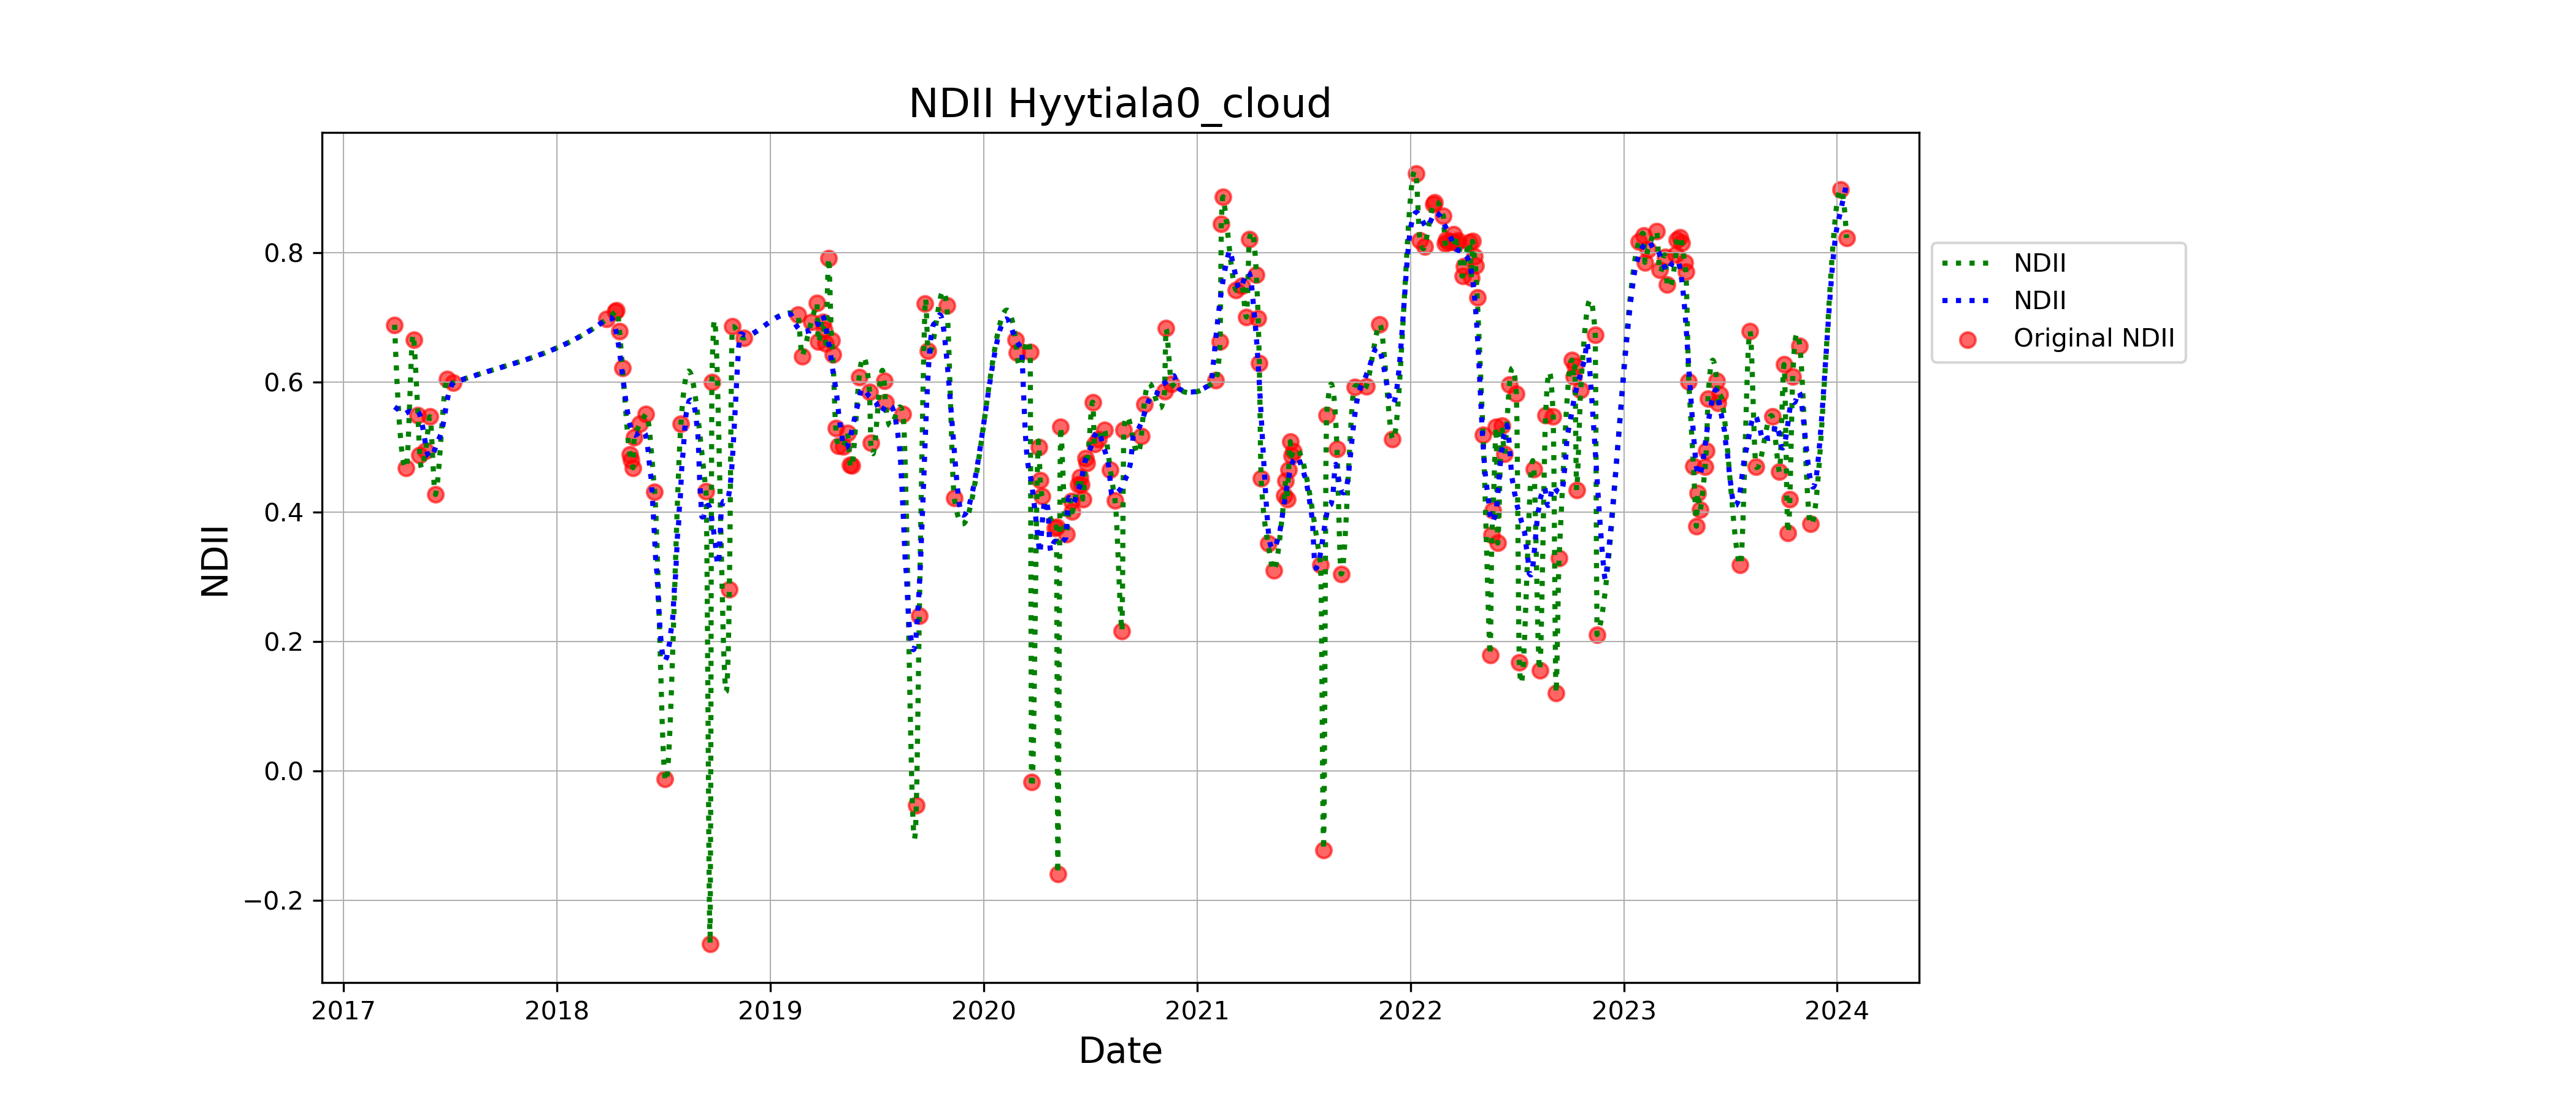 NDII Hyytiala0_cloud
NDII
0.8
0.6
0.4
0.2
0.0
−0.2
2017 2018 2019 2020 2021 2022 2023 2024
Date
NDII
NDII
Original NDII